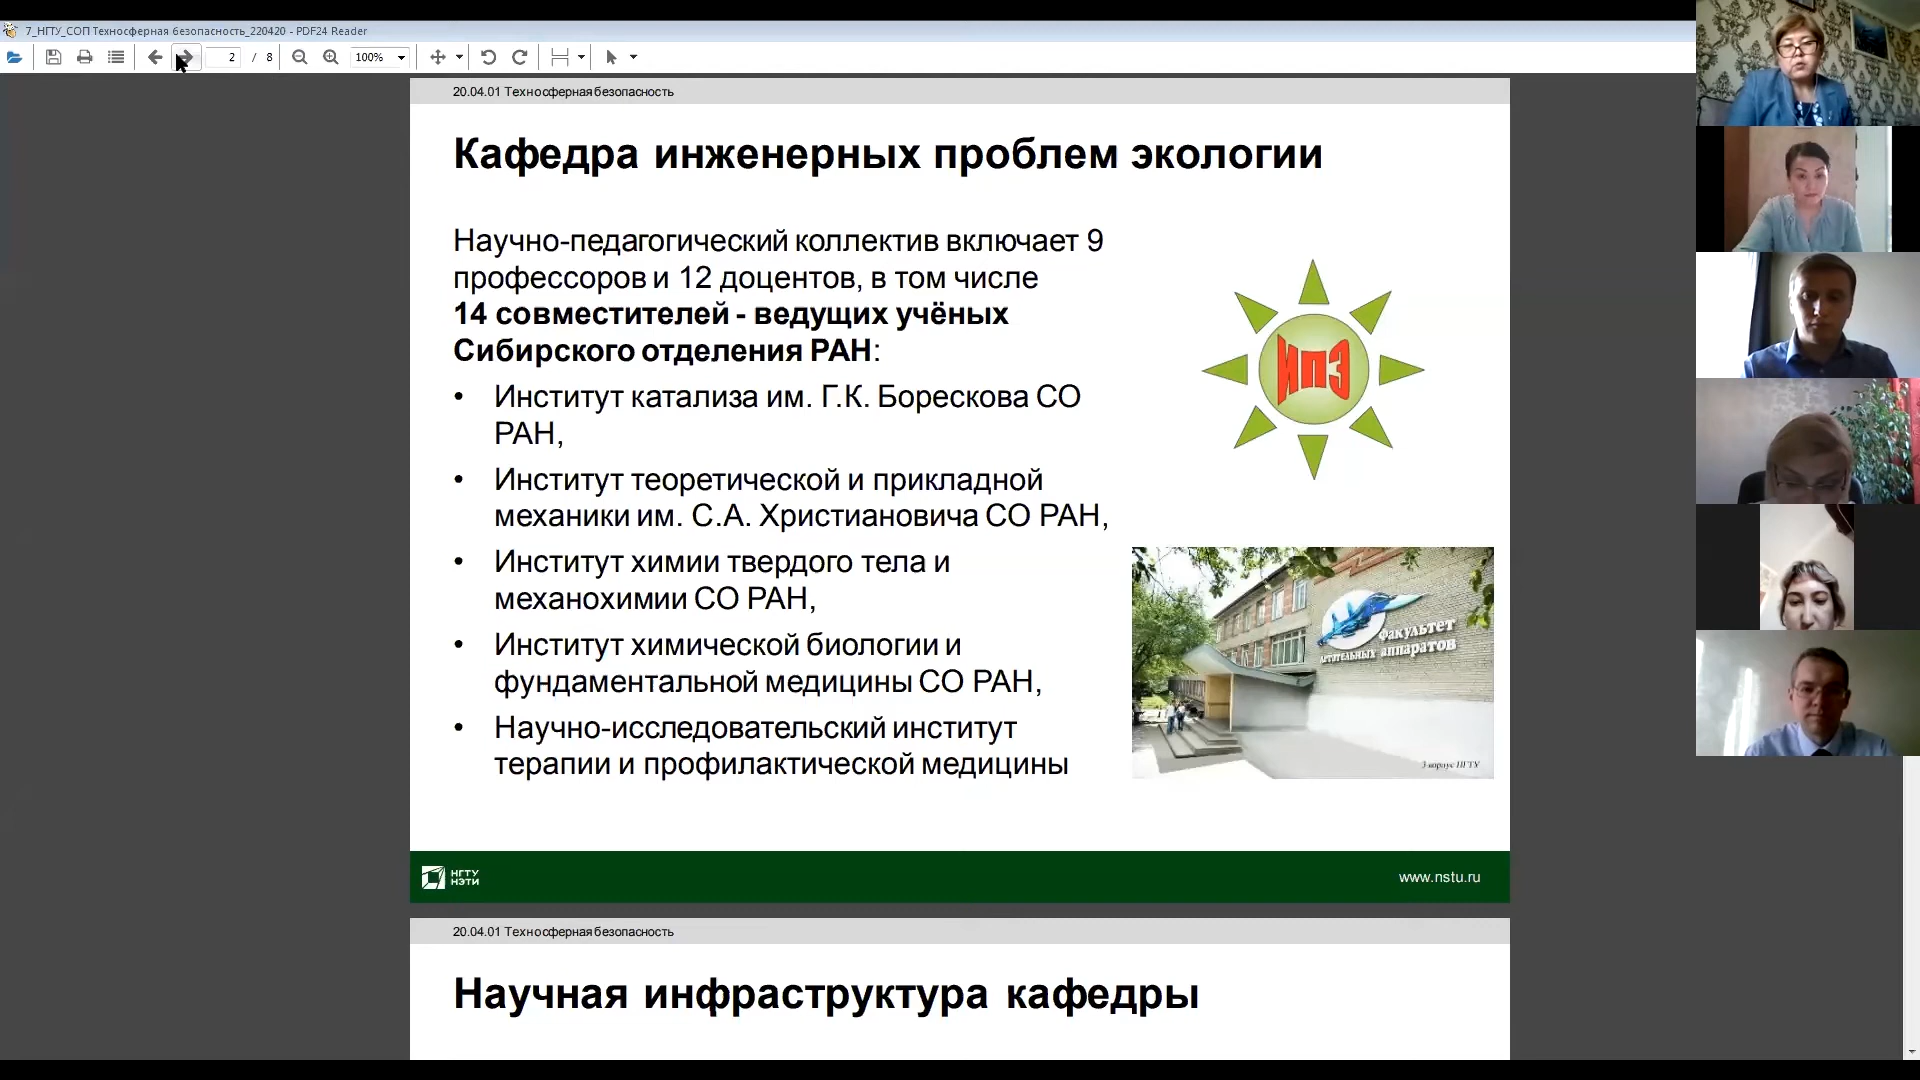 7_НГТУ_СОП Техносферная безопасность_220420 - PDF24 Reader
2 / 8
100%
20.04.01 Техносферная безопасность
Кафедра инженерных проблем экологии
Научно-педагогический коллектив включает 9
профессоров и 12 доцентов, в том числе
14 совместителей - ведущих учёных
Сибирского отделения РАН:
• Институт катализа им. Г.К. Борескова СО
РАН,
• Институт теоретической и прикладной
механики им. С.А. Христиановича СО РАН,
• Институт химии твердого тела и
механохимии СО РАН,
• Институт химической биологии и
фундаментальной медицины СО РАН,
• Научно-исследовательский институт
терапии и профилактической медицины
ИПЭ
Факультет
летательных аппаратов
3 корпус НГТУ
НГТУ
НЭТИ
www.nstu.ru
20.04.01 Техносферная безопасность
Научная инфраструктура кафедры